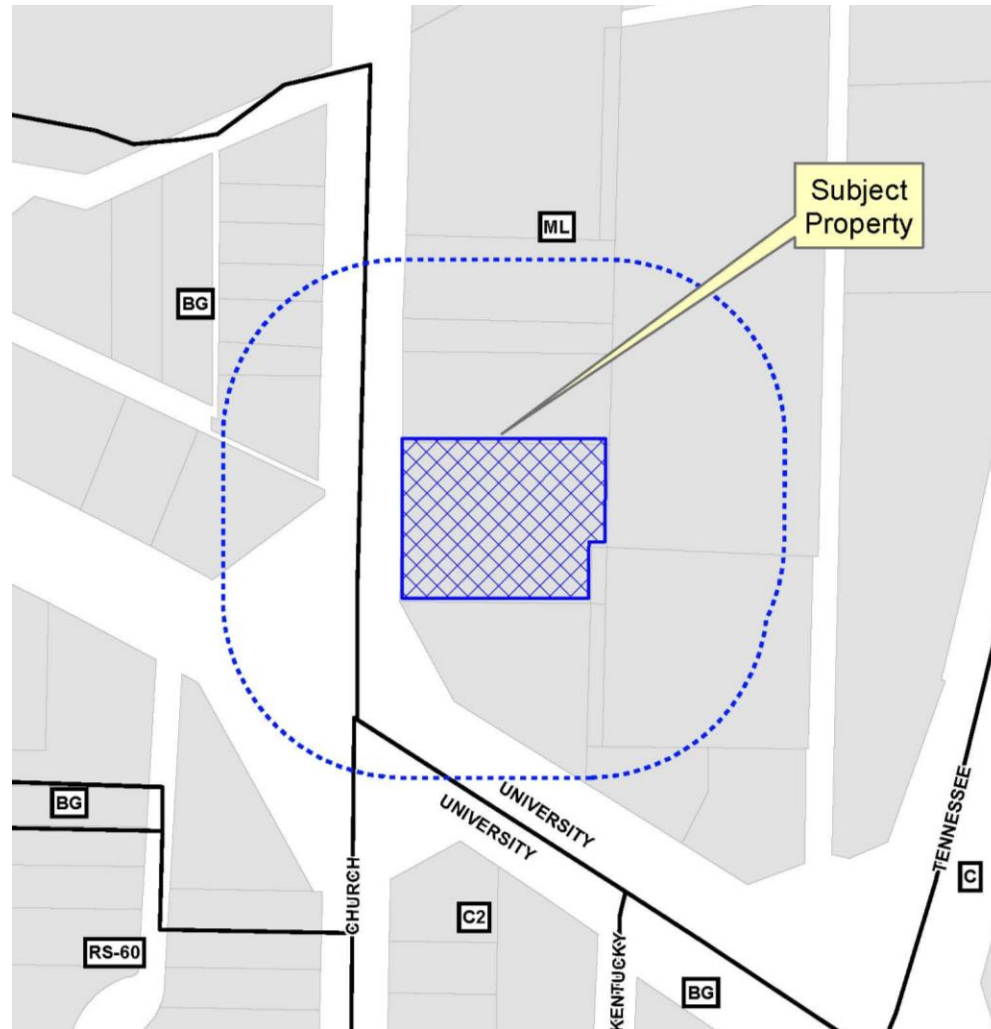 Subject
Property
ML
BG
UNIVERSITY
UNIVERSITY
BG
TENNESSEE
CHURCH
C
C2
RS-60
KENTUCKY
BG